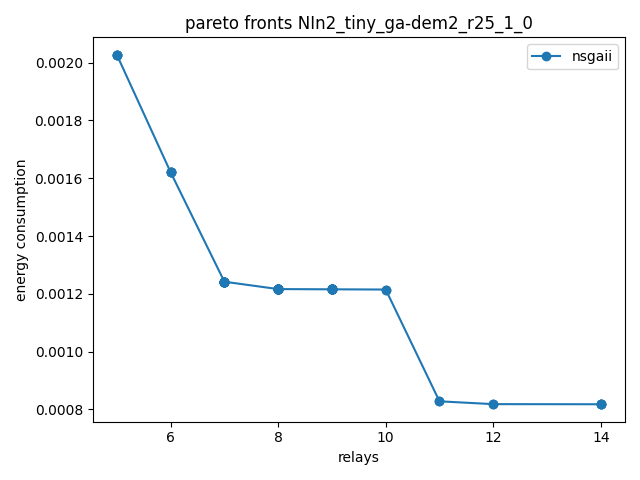 pareto fronts NIn2_tiny_ga-dem2_r25_1_0
nsgaii
energy consumption
0.0020
0.0018
0.0016
0.0014
0.0012
0.0010
0.0008
6 8 10 12 14
relays